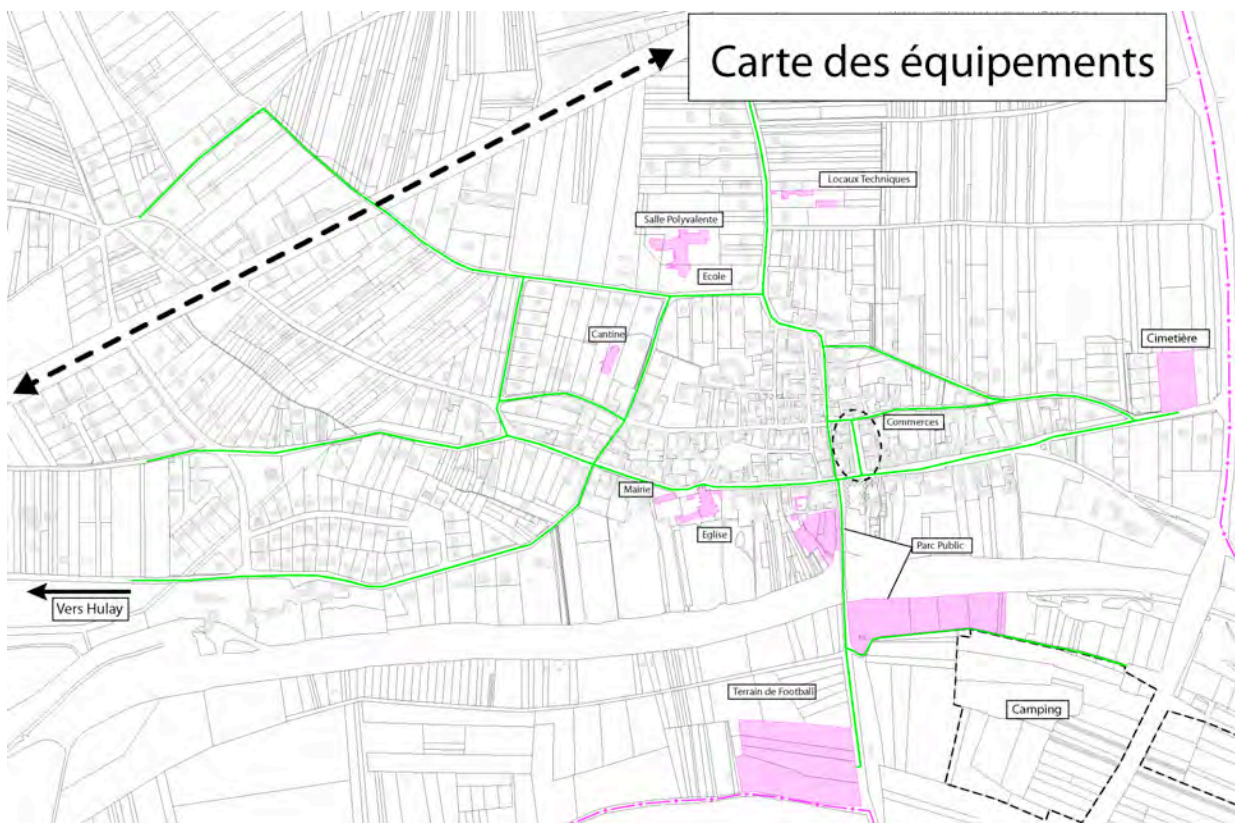 Carte des équipements
Locaux Techniques
Salle Polyvalente
Ecole
Cantine
Cimetière
Commerces
Mairie
Eglise
Parc Public
Vers Hulay
Terrain de Football
Camping